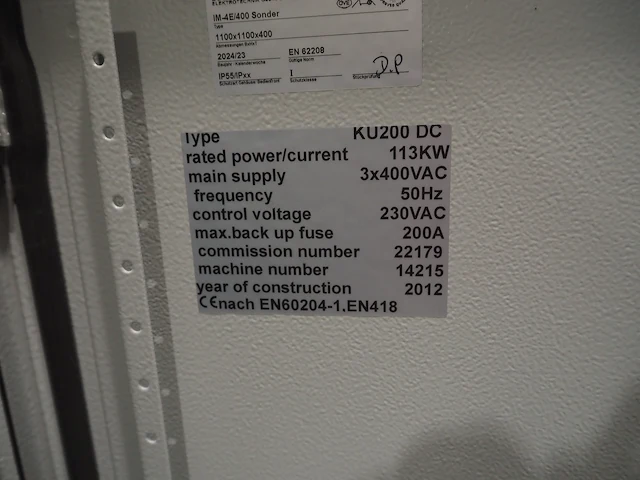 IM-4E/400 Sonder
Type
1100x1100x400
2024/23 EN 62208
IP55/IPxx I
D.P
Type KU200 DC
rated power/current 113KW
main supply 3x400VAC
frequency 50Hz
control voltage 230VAC
max.back up fuse 200A
commission number 22179
machine number 14215
year of construction 2012
CE nach EN60204-1.EN418